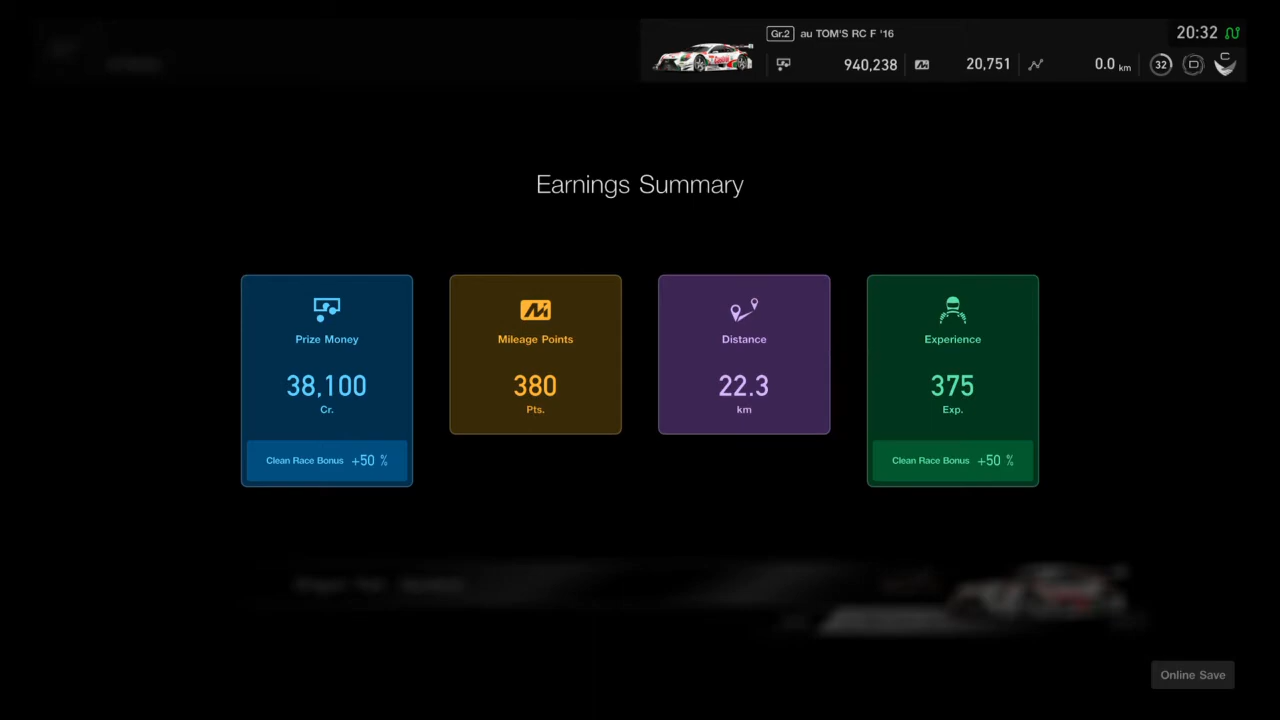 Gr.2 au TOM'S RC F '16
20:32
940,238 20,751 0.0 km 32 D C
Earnings Summary
Prize Money
38,100
Cr.
Clean Race Bonus +50 %
Mileage Points
380
Pts.
Distance
22.3
km
Experience
375
Exp.
Clean Race Bonus +50 %
Online Save